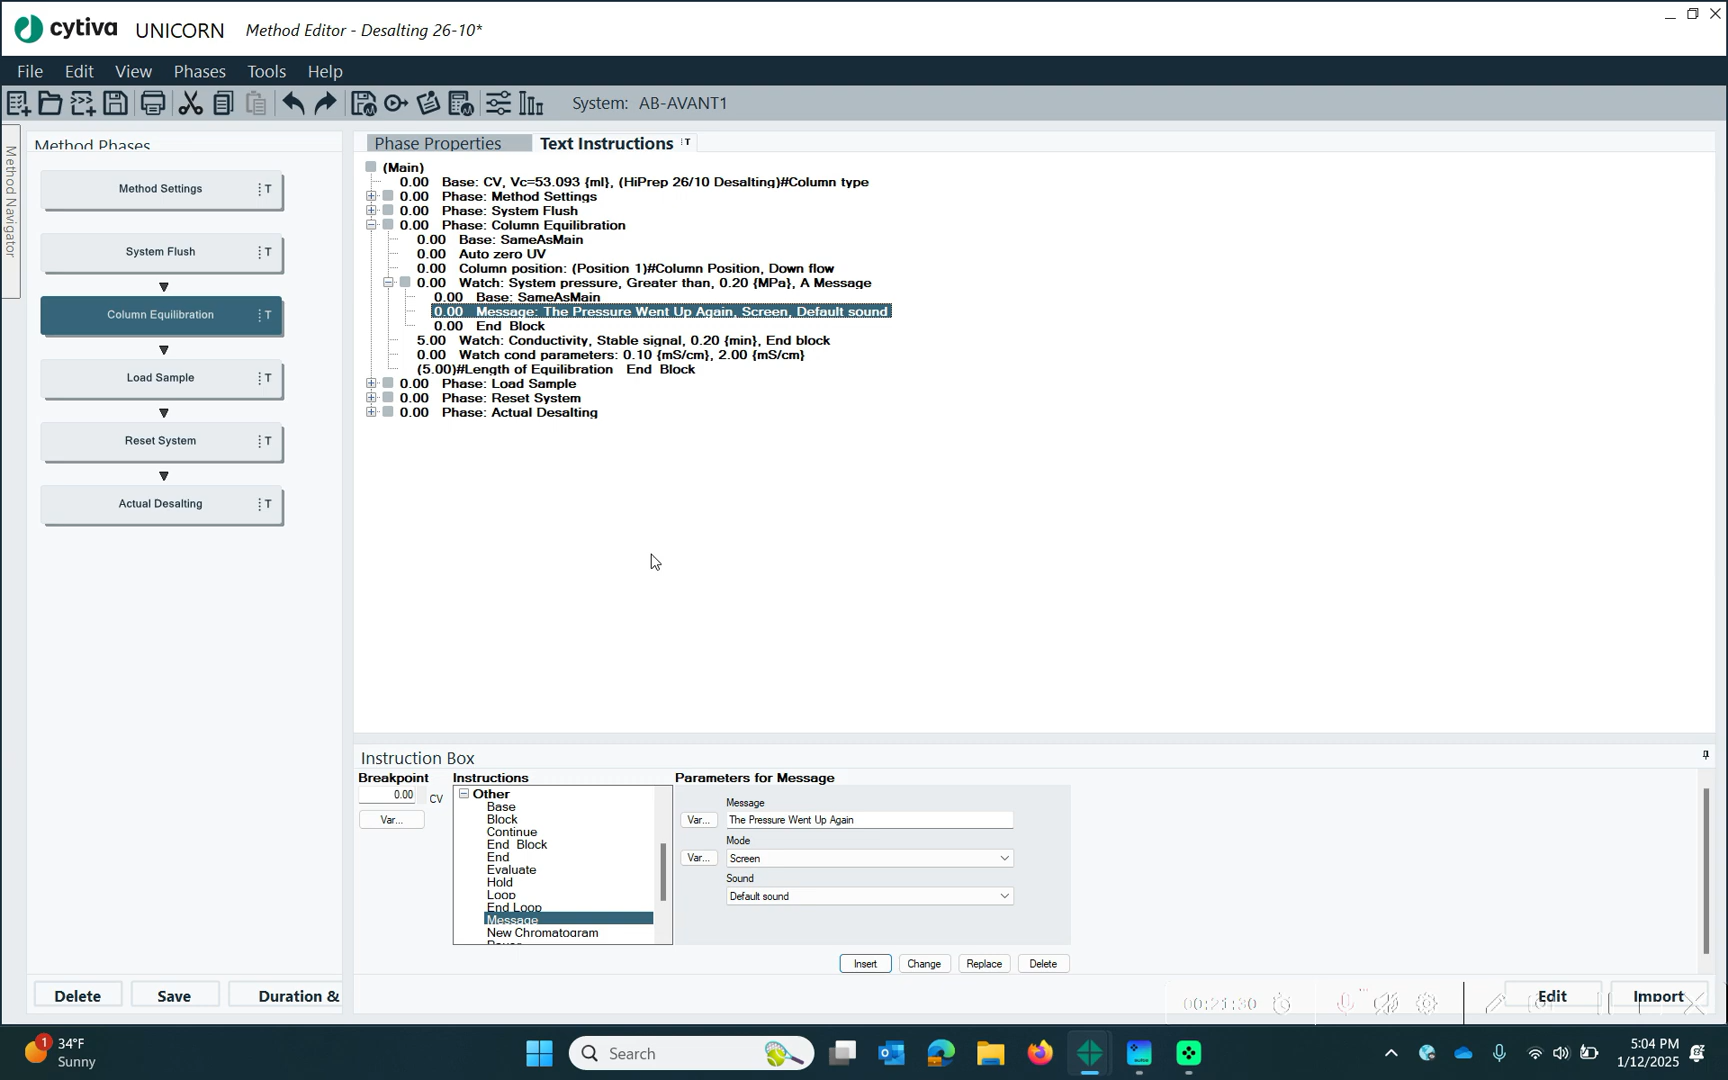 cytiva UNICORN Method Editor - Desalting 26-10*
File Edit View Phases Tools Help
System: AB-AVANT1
Method Navigator
Method Phases
Method Settings T
System Flush T
Column Equilibration T
Load Sample T
Reset System T
Actual Desalting T
Delete Save Duration &
Phase Properties Text Instructions T
(Main)
0.00 Base: CV, Vc=53.093 {ml}, (HiPrep 26/10 Desalting)#Column type
0.00 Phase: Method Settings
0.00 Phase: System Flush
0.00 Phase: Column Equilibration
0.00 Base: SameAsMain
0.00 Auto zero UV
0.00 Column position: (Position 1)#Column Position, Down flow
0.00 Watch: System pressure, Greater than, 0.20 {MPa}, A Message
0.00 Base: SameAsMain
0.00 Message: The Pressure Went Up Again, Screen, Default sound
0.00 End Block
5.00 Watch: Conductivity, Stable signal, 0.20 {min}, End block
0.00 Watch cond parameters: 0.10 {mS/cm}, 2.00 {mS/cm}
(5.00)#Length of Equilibration End Block
0.00 Phase: Load Sample
0.00 Phase: Reset System
0.00 Phase: Actual Desalting
Instruction Box
Breakpoint
0.00 CV
Var...
Instructions
Other
Base
Block
Continue
End Block
End
Evaluate
Hold
Loop
End Loop
Message
New Chromatogram
Parameters for Message
Message
Var... The Pressure Went Up Again
Mode
Var... Screen
Sound
Default sound
Insert Change Replace Delete
00:21:30
Edit Import
1 34°F
Sunny
Search
5:04 PM
1/12/2025